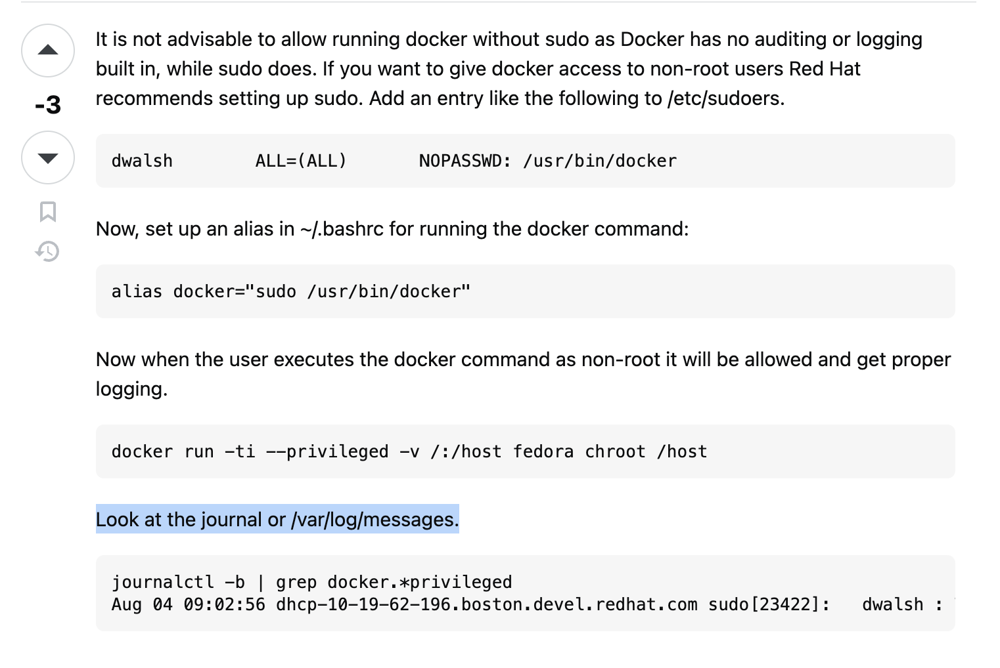 It is not advisable to allow running docker without sudo as Docker has no auditing or logging
built in, while sudo does. If you want to give docker access to non-root users Red Hat
-3
recommends setting up sudo. Add an entry like the following to /etc/sudoers.
dwalsh        ALL=(ALL)       NOPASSWD: /usr/bin/docker
Now, set up an alias in ~/.bashrc for running the docker command:
alias docker="sudo /usr/bin/docker"
Now when the user executes the docker command as non-root it will be allowed and get proper
logging.
docker run -ti --privileged -v /:/host fedora chroot /host
Look at the journal or /var/log/messages.
journalctl -b | grep docker.*privileged
Aug 04 09:02:56 dhcp-10-19-62-196.boston.devel.redhat.com sudo[23422]:   dwalsh :